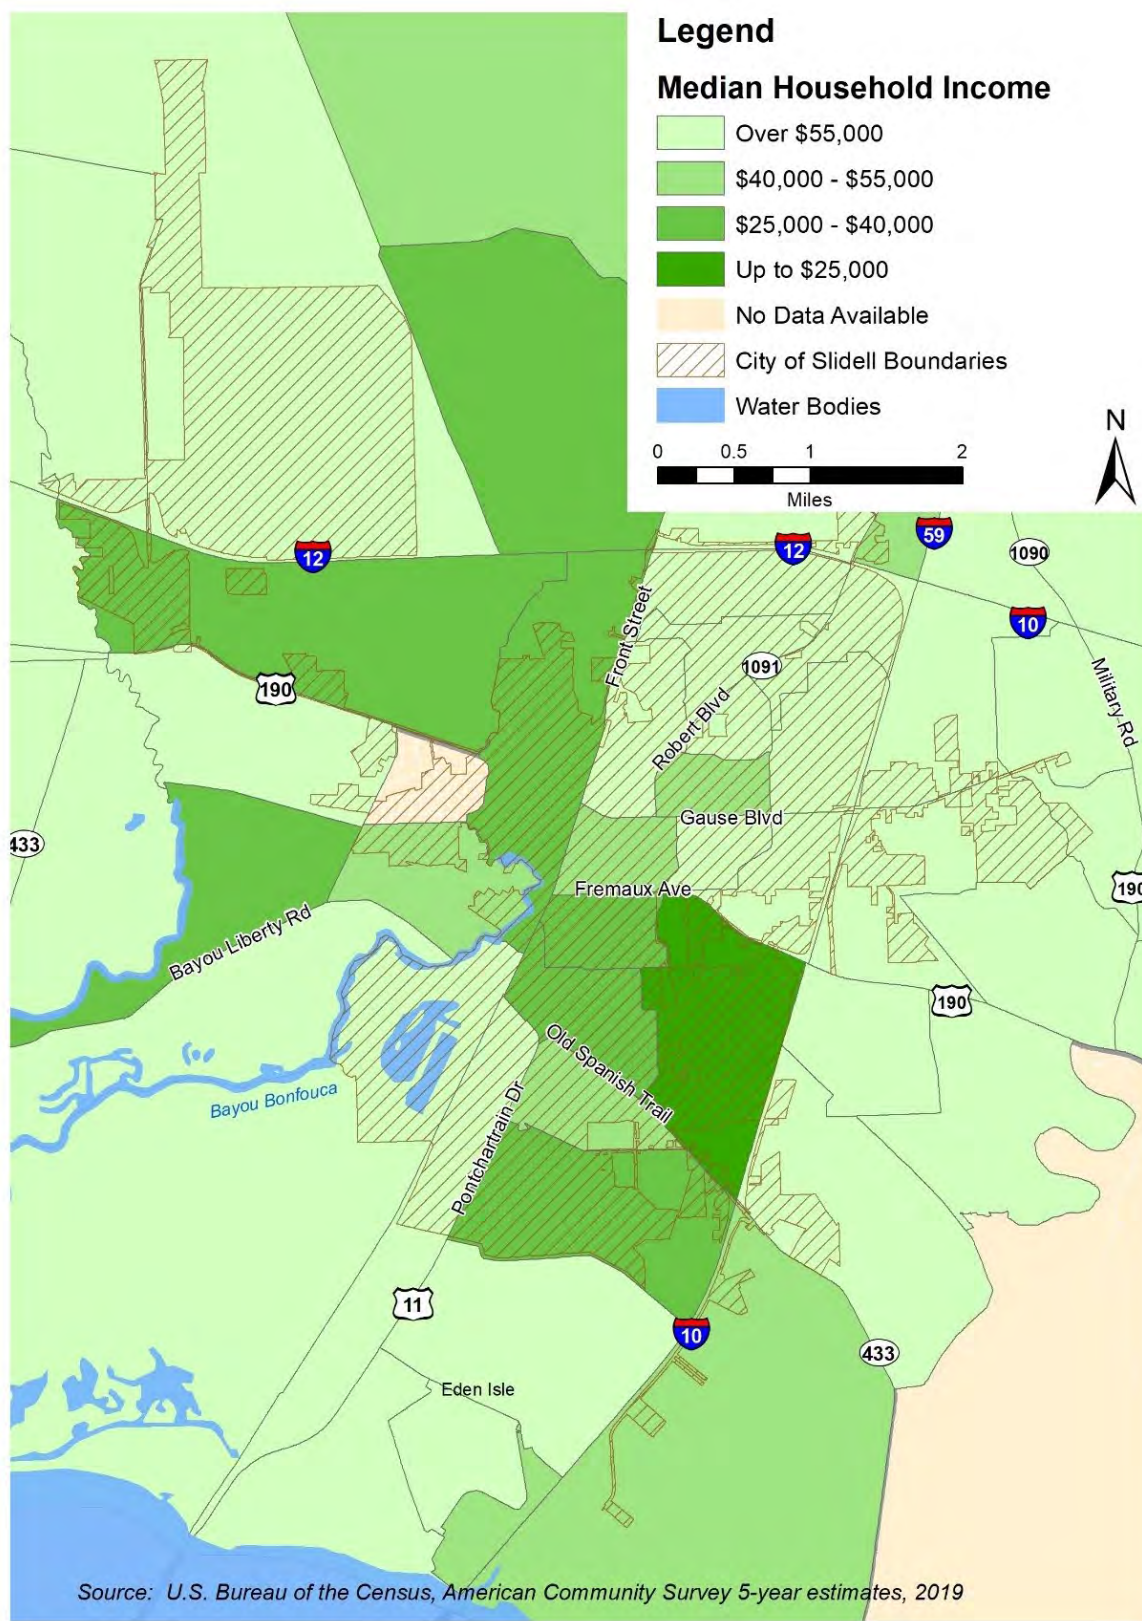 Legend
Median Household Income
Over $55,000
$40,000 - $55,000
$25,000 - $40,000
Up to $25,000
No Data Available
City of Slidell Boundaries
Water Bodies
N
0 0.5 1 2
Miles
59
12
12
1090
10
Front Street
1091
190
Military Rd
Robert Blvd
Gause Blvd
433
Fremaux Ave
190
Bayou Liberty Rd
190
Old Spanish Trail
Bayou Bonfouca
Pontchartrain Dr
11
10
433
Eden Isle
Source: U.S. Bureau of the Census, American Community Survey 5-year estimates, 2019